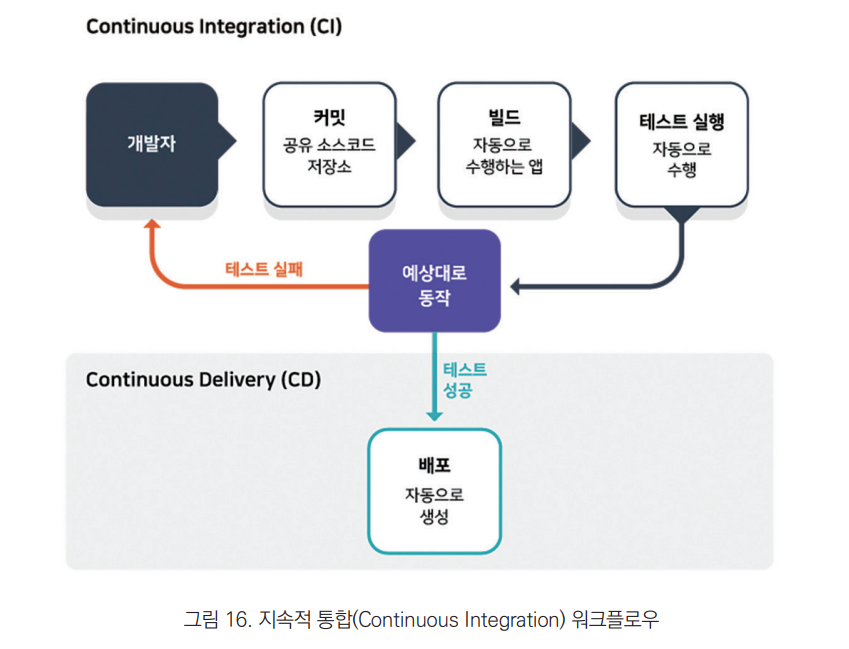 Continuous Integration (CI)
개발자
커밋
공유 소스코드
저장소
빌드
자동으로
수행하는 앱
테스트 실행
자동으로
수행
테스트 실패
예상대로
동작
Continuous Delivery (CD)
테스트
성공
배포
자동으로
생성
그림 16. 지속적 통합(Continuous Integration) 워크플로우